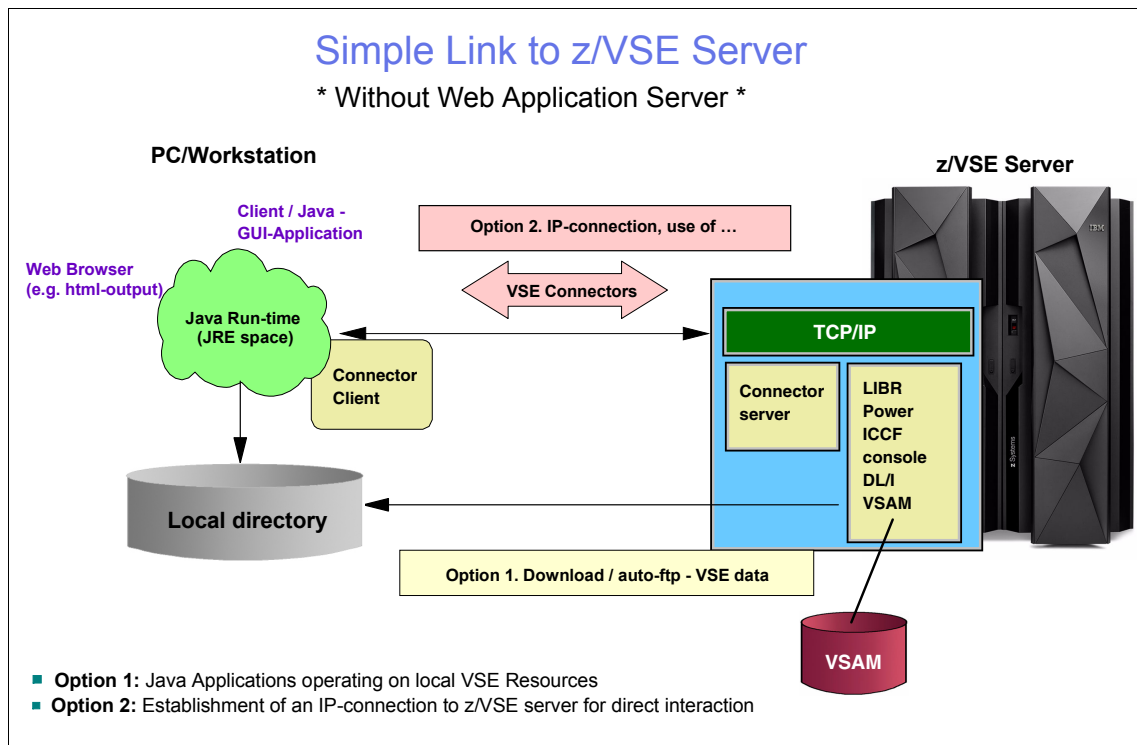 Simple Link to z/VSE Server
* Without Web Application Server *
PC/Workstation
z/VSE Server
Client / Java -
GUI-Application
Web Browser
(e.g. html-output)
Java Run-time
(JRE space)
Connector
Client
Option 2. IP-connection, use of …
VSE Connectors
IBM
z Systems
TCP/IP
Connector
server
LIBR
Power
ICCF
console
DL/I
VSAM
Local directory
Option 1. Download / auto-ftp - VSE data
VSAM
Option 1: Java Applications operating on local VSE Resources
Option 2: Establishment of an IP-connection to z/VSE server for direct interaction